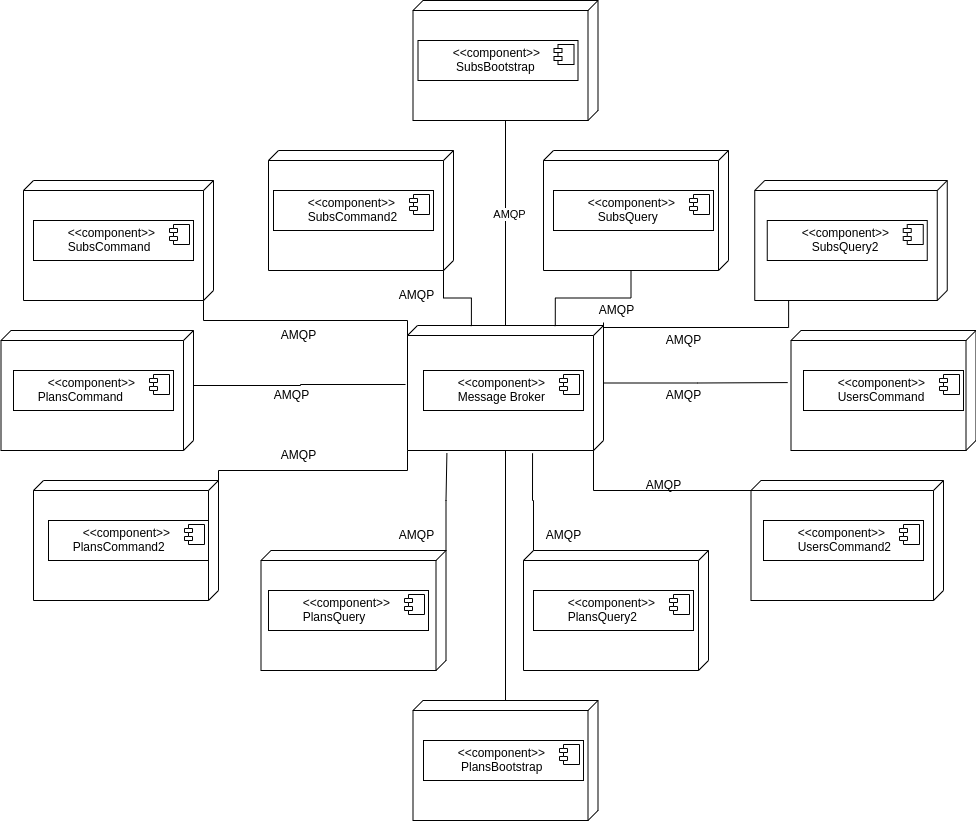 <<component>>
SubsBootstrap
<<component>>
SubsCommand2
AMQP
<<component>>
SubsQuery
<<component>>
SubsCommand
<<component>>
SubsQuery2
AMQP
AMQP
AMQP
AMQP
<<component>>
PlansCommand
AMQP
<<component>>
Message Broker
AMQP
<<component>>
UsersCommand
AMQP
AMQP
<<component>>
PlansCommand2
AMQP
AMQP
<<component>>
UsersCommand2
<<component>>
PlansQuery
<<component>>
PlansQuery2
<<component>>
PlansBootstrap